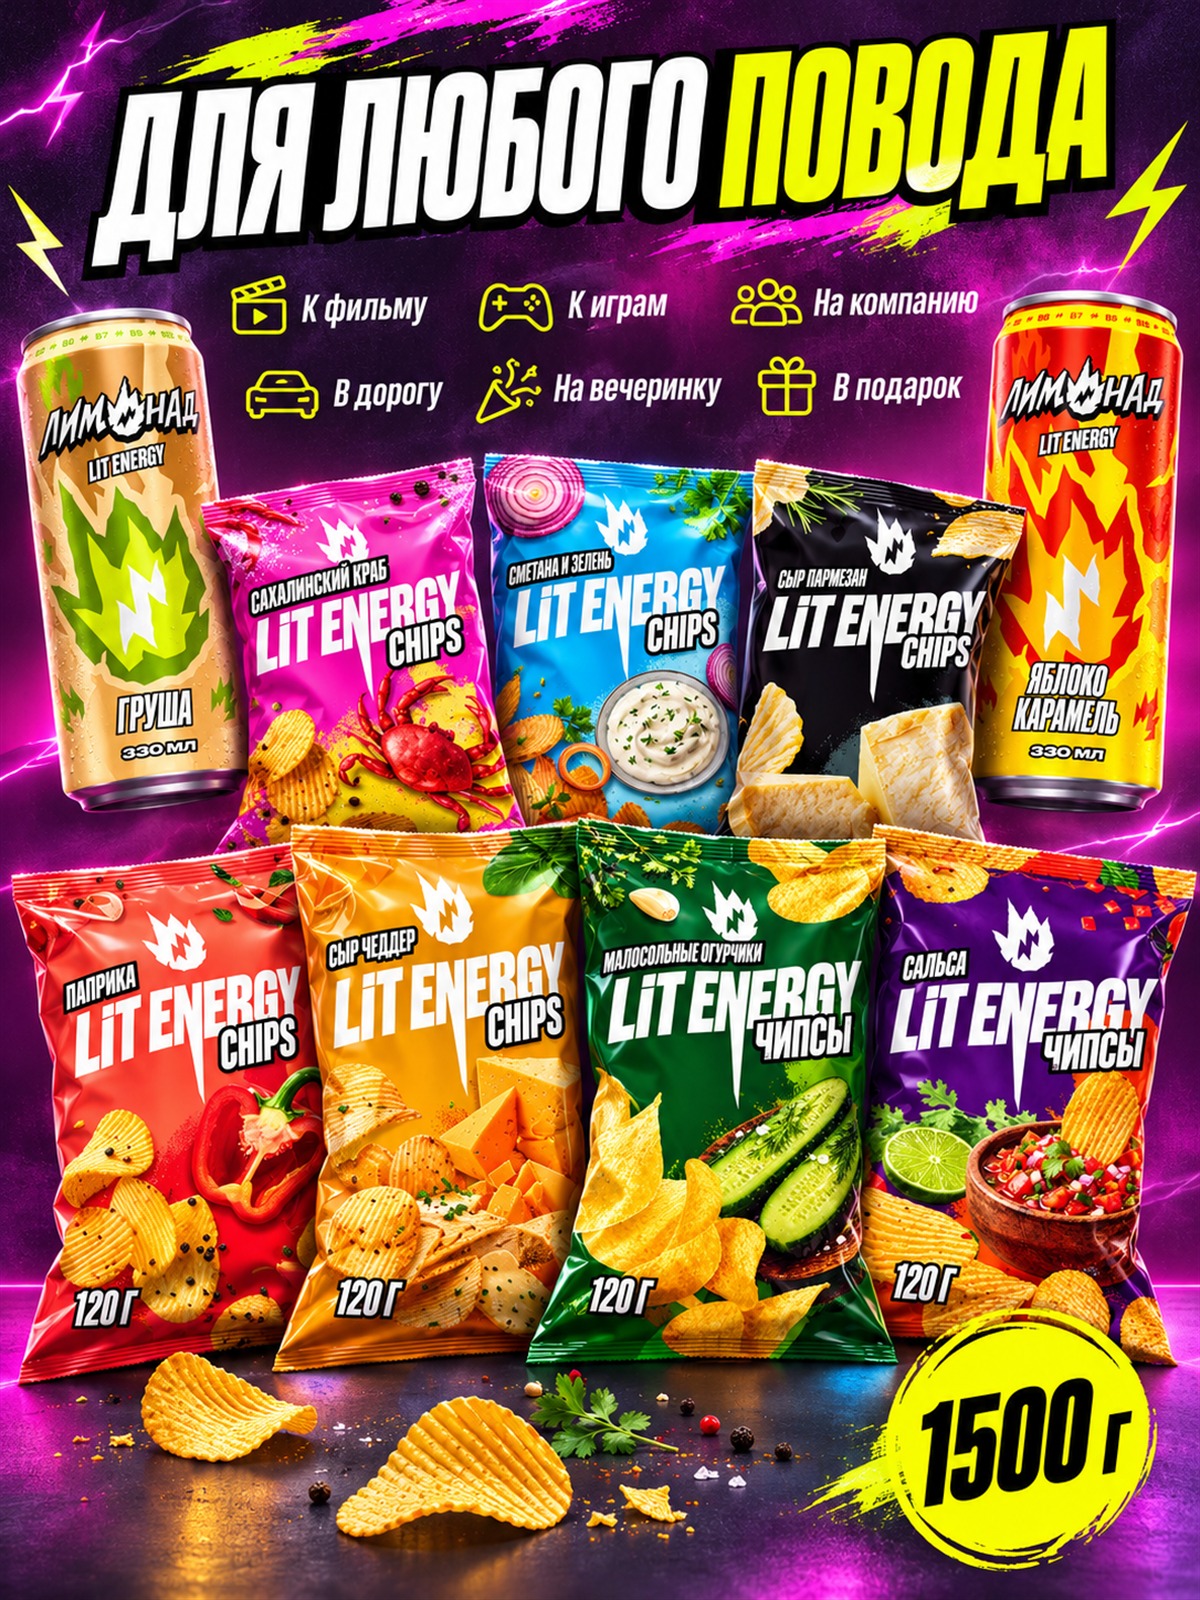 ДЛЯ ЛЮБОГО ПОВОДА
К фильму
К играм
На компанию
В дорогу
На вечеринку
В подарок
ЛИМОНАД
LIT ENERGY
ГРУША
330 МЛ
ЛИМОНАД
LIT ENERGY
ЯБЛОКО
КАРАМЕЛЬ
330 МЛ
САХАЛИНСКИЙ КРАБ
LIT ENERGY
CHIPS
СМЕТАНА И ЗЕЛЕНЬ
LIT ENERGY
CHIPS
СЫР ПАРМЕЗАН
LIT ENERGY
CHIPS
ПАПРИКА
LIT ENERGY
CHIPS
120 Г
СЫР ЧЕДДЕР
LIT ENERGY
CHIPS
120 Г
МАЛОСОЛЬНЫЕ ОГУРЧИКИ
LIT ENERGY
ЧИПСЫ
120 Г
САЛЬСА
LIT ENERGY
ЧИПСЫ
120 Г
1500 г